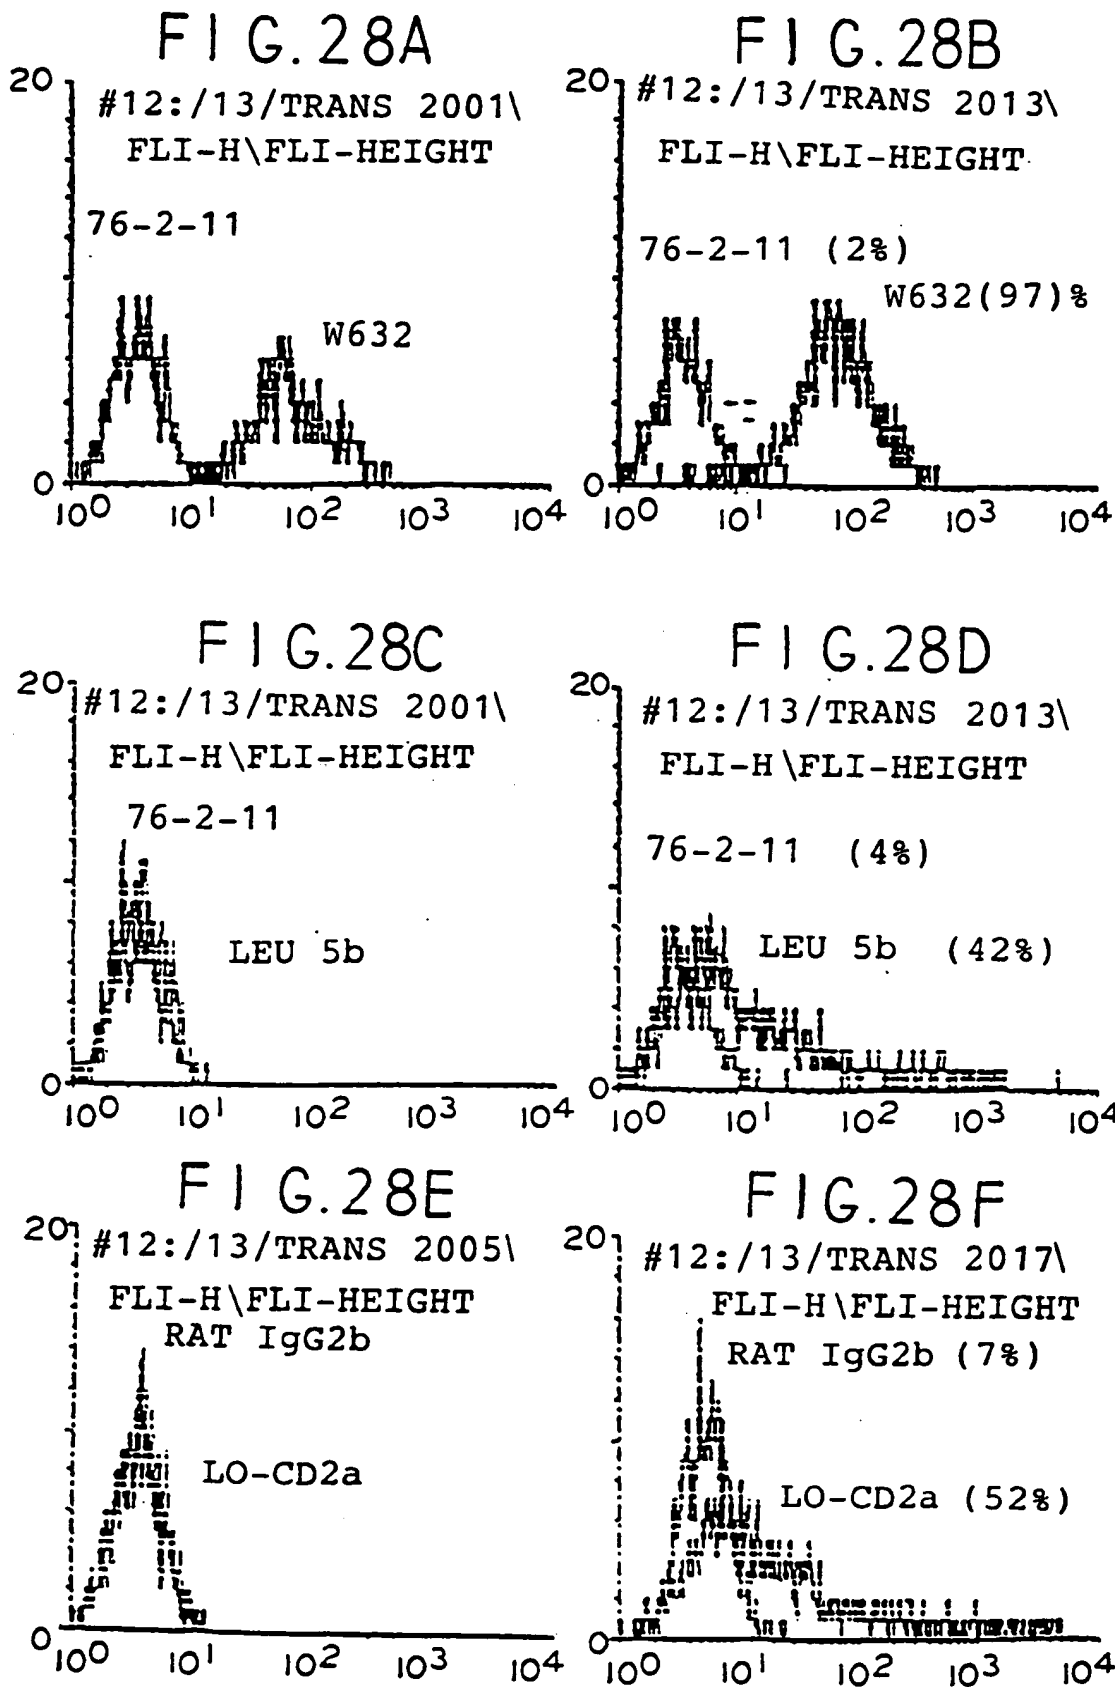 FIG.28A
20
#12:/13/TRANS 2001\
FLI-H\FLI-HEIGHT
76-2-11
W632
0
10⁰ 10¹ 10² 10³ 10⁴
FIG.28B
20
#12:/13/TRANS 2013\
FLI-H\FLI-HEIGHT
76-2-11 (2%)
W632(97)%
0
10⁰ 10¹ 10² 10³ 10⁴
FIG.28C
20
#12:/13/TRANS 2001\
FLI-H\FLI-HEIGHT
76-2-11
LEU 5b
0
10⁰ 10¹ 10² 10³ 10⁴
FIG.28D
20
#12:/13/TRANS 2013\
FLI-H\FLI-HEIGHT
76-2-11 (4%)
LEU 5b (42%)
0
10⁰ 10¹ 10² 10³ 10⁴
FIG.28E
20
#12:/13/TRANS 2005\
FLI-H\FLI-HEIGHT
RAT IgG2b
LO-CD2a
0
10⁰ 10¹ 10² 10³ 10⁴
FIG.28F
20
#12:/13/TRANS 2017\
FLI-H\FLI-HEIGHT
RAT IgG2b (7%)
LO-CD2a (52%)
0
10⁰ 10¹ 10² 10³ 10⁴